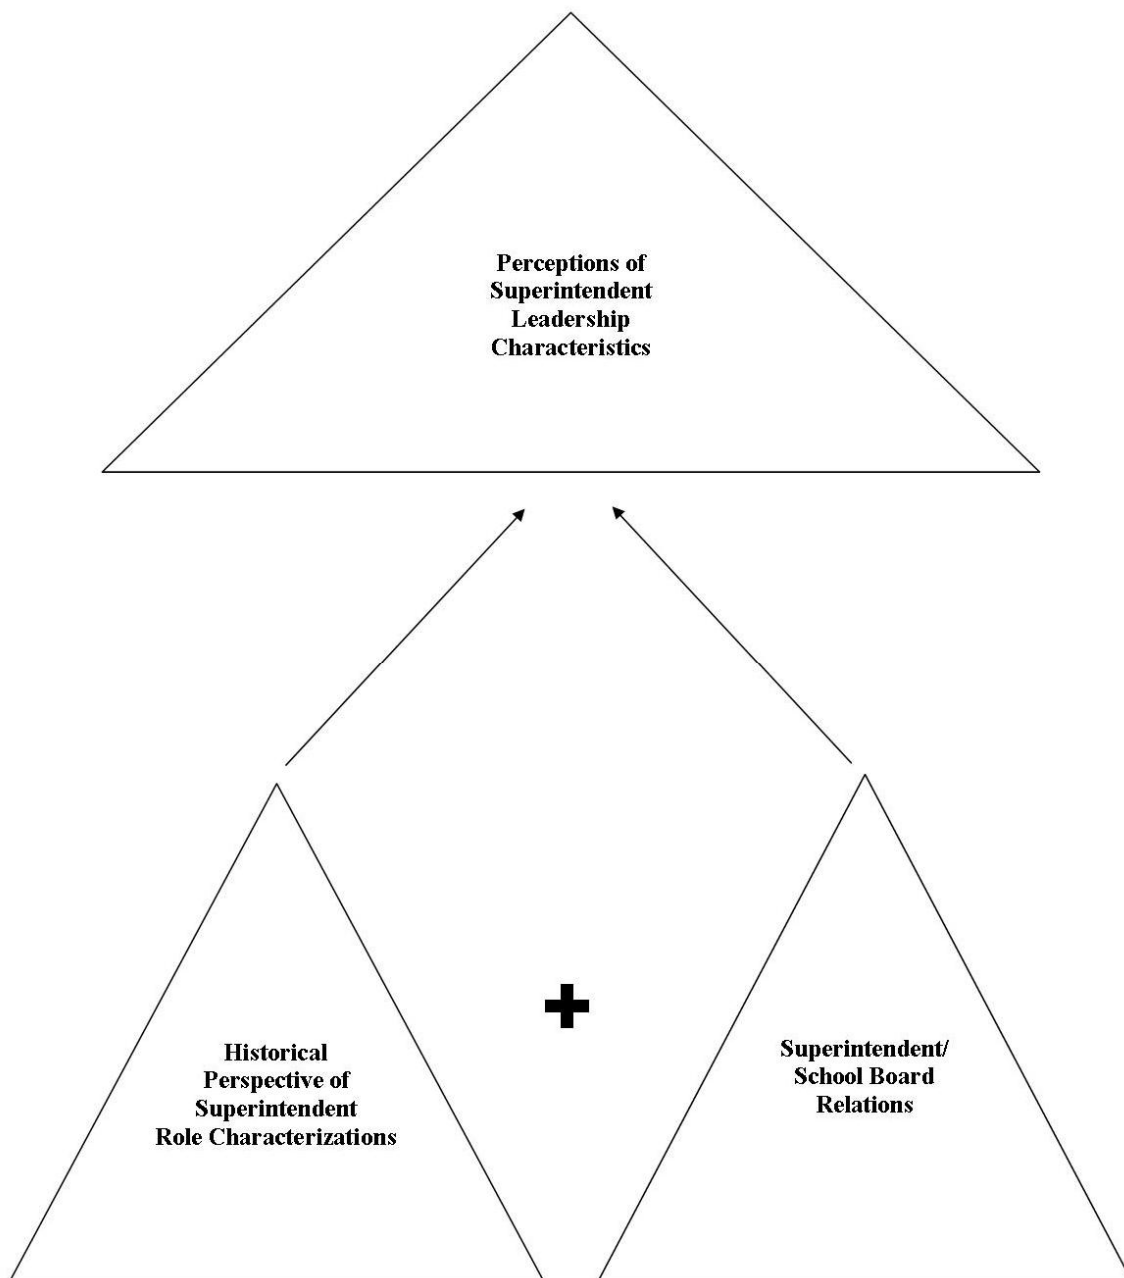 Perceptions of
Superintendent
Leadership
Characteristics
Historical
Perspective of
Superintendent
Role Characterizations
Superintendent/
School Board
Relations